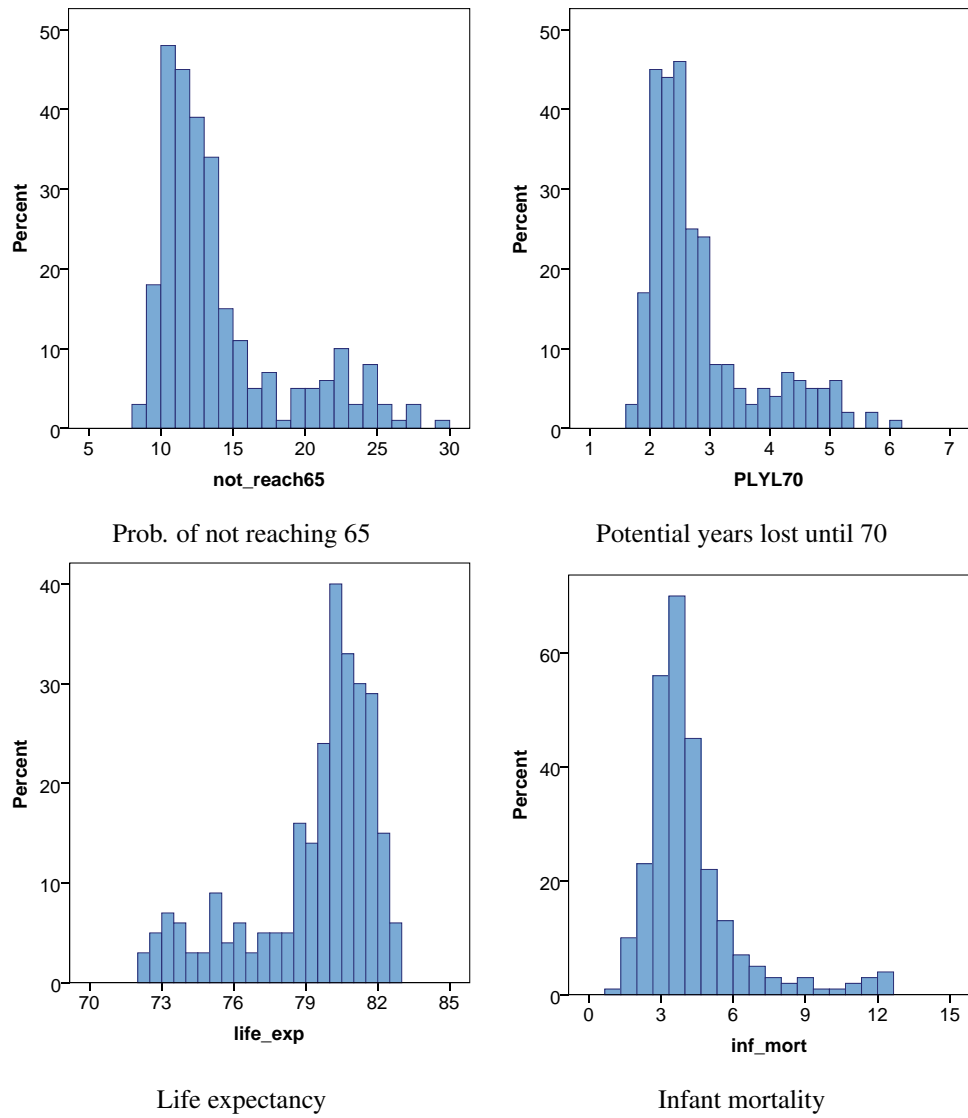 50
40
30
20
10
0
Percent
5 10 15 20 25 30
not_reach65
Prob. of not reaching 65
50
40
30
20
10
0
Percent
1 2 3 4 5 6 7
PLYL70
Potential years lost until 70
40
30
20
10
0
Percent
70 73 76 79 82 85
life_exp
Life expectancy
60
40
20
0
Percent
0 3 6 9 12 15
inf_mort
Infant mortality